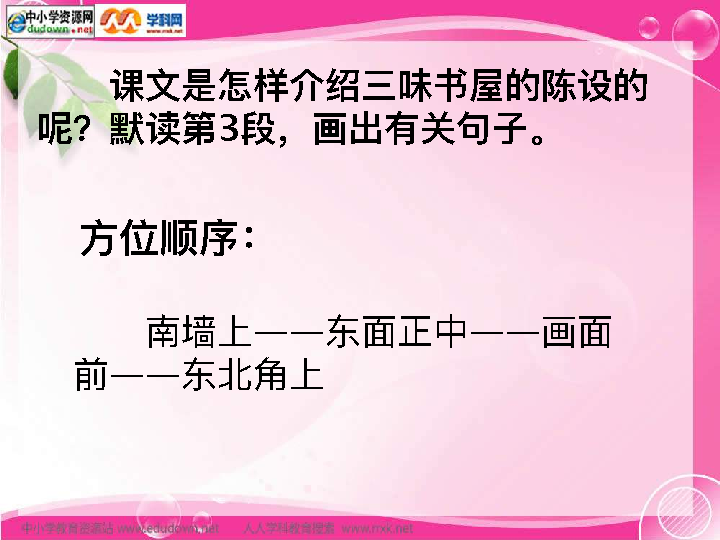 中小学资源网
dudown.net
学科网
www.rrxk.net
课文是怎样介绍三味书屋的陈设的
呢？默读第3段，画出有关句子。
方位顺序：
南墙上——东面正中——画面
前——东北角上
中小学教育资源站 www.edudown.net 人人学科教育搜索 www.rrxk.net